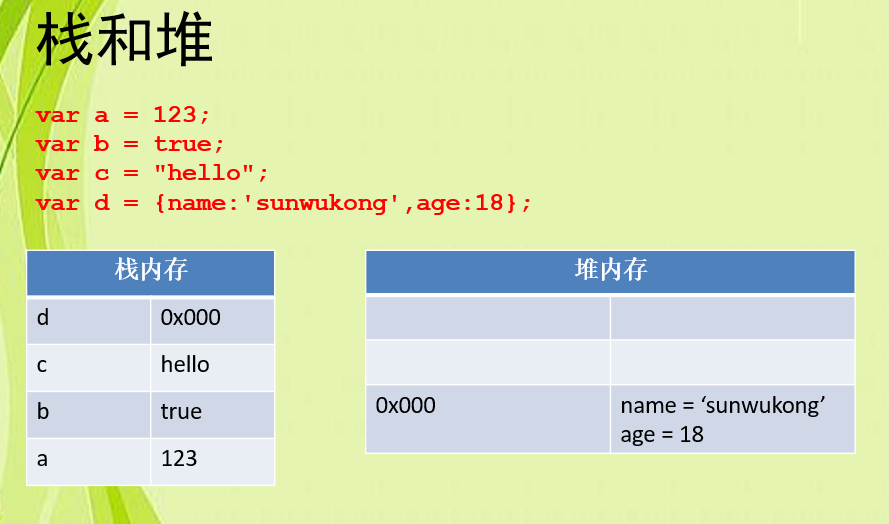 栈和堆
var a = 123;
var b = true;
var c = "hello";
var d = {name:'sunwukong',age:18};
栈内存
d 0x000
c hello
b true
a 123
堆内存
0x000 name = ‘sunwukong’
age = 18